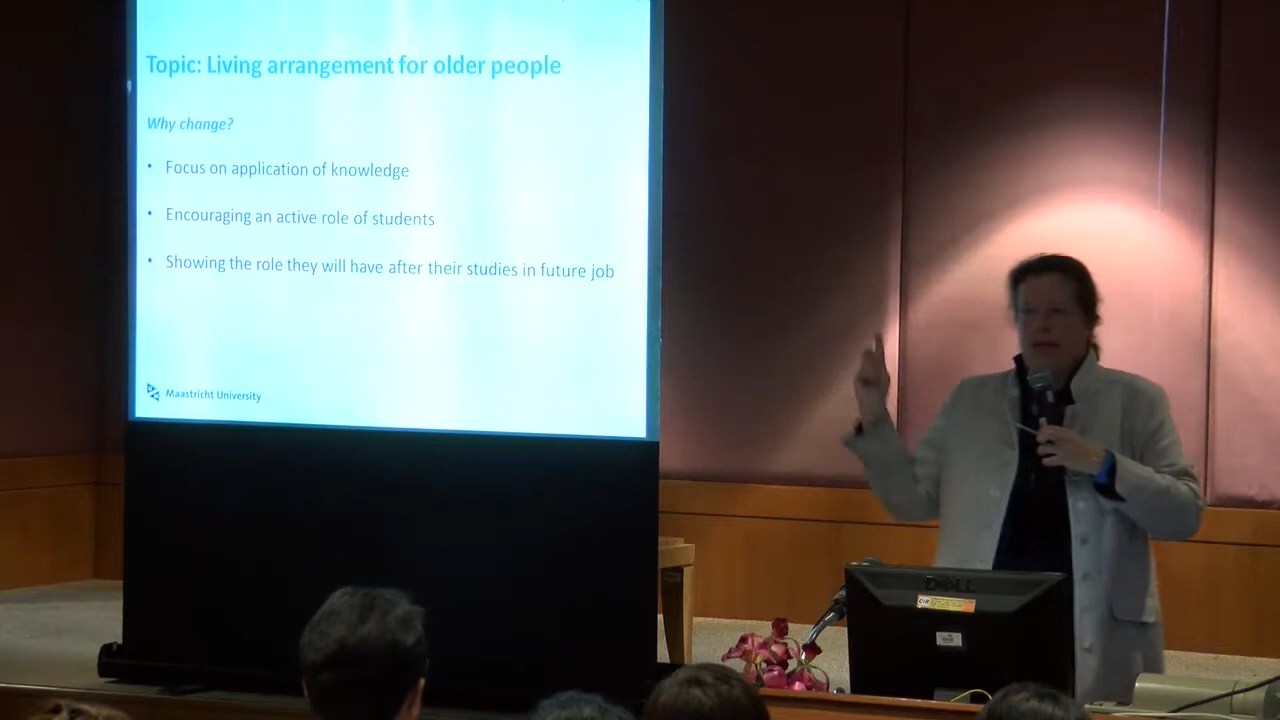 Topic: Living arrangement for older people
Why change?
• Focus on application of knowledge
• Encouraging an active role of students
• Showing the role they will have after their studies in future job
Maastricht University
DELL